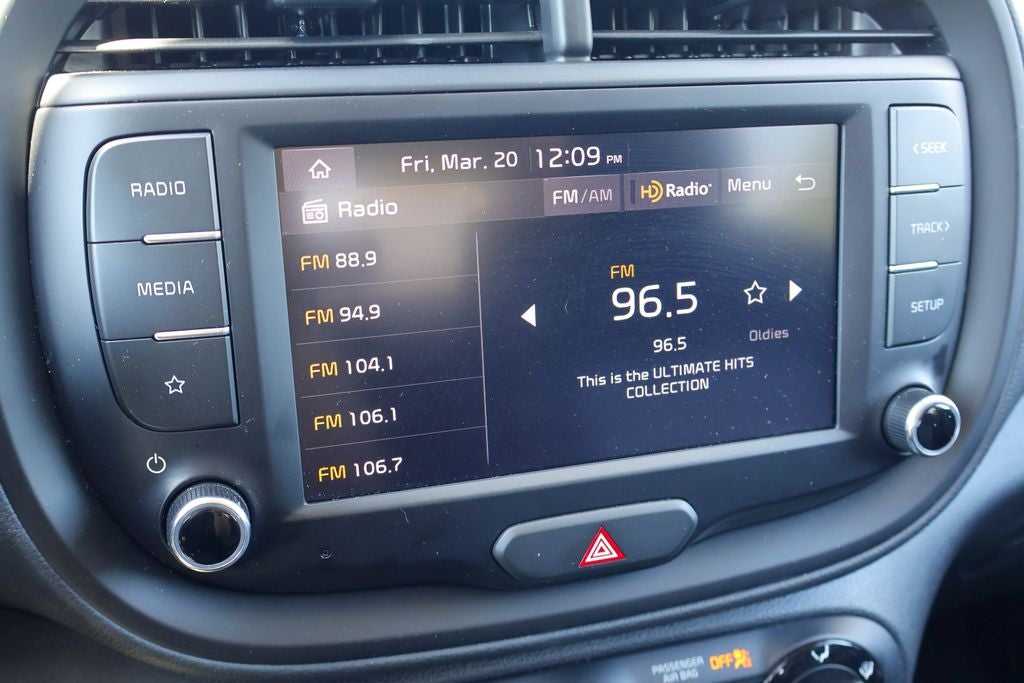 Fri, Mar. 20 12:09 PM
Radio FM/AM HD Radio Menu
RADIO
MEDIA
FM 88.9
FM 94.9
FM 104.1
FM 106.1
FM 106.7
FM
96.5
96.5
Oldies
This is the ULTIMATE HITS
COLLECTION
<SEEK
TRACK>
SETUP
PASSENGER
AIR BAG
OFF